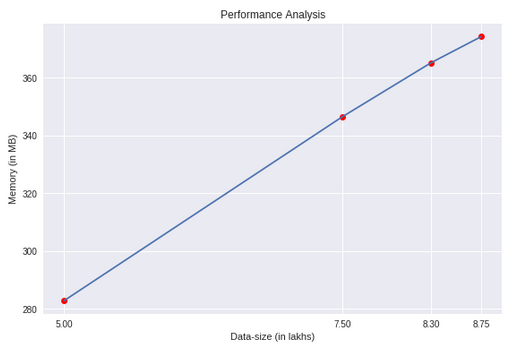 Performance Analysis
Memory (in MB)
360
340
320
300
280
5.00 7.50 8.30 8.75
Data-size (in lakhs)